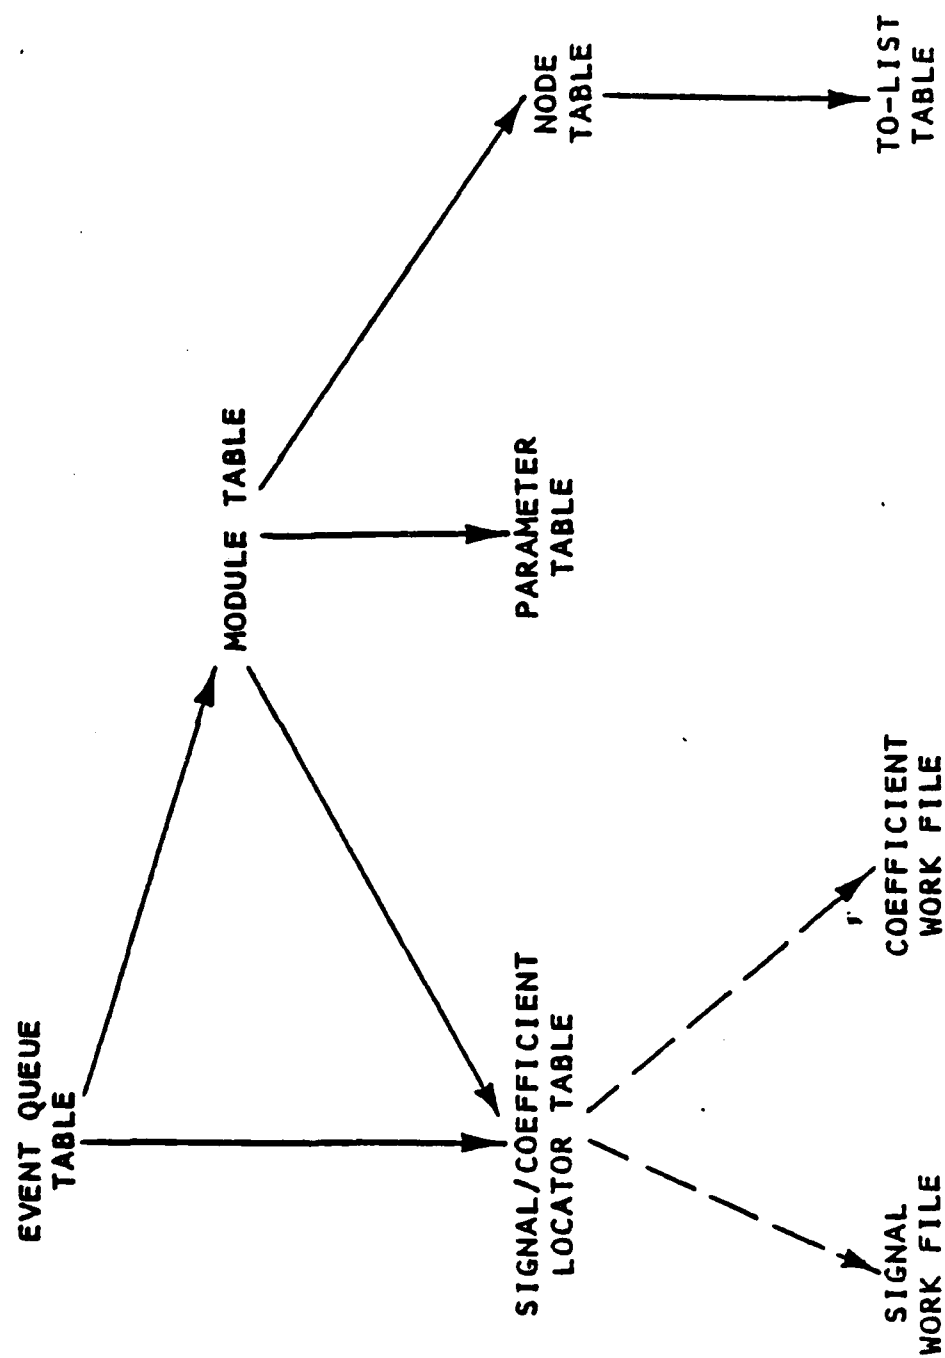 EVENT QUEUE
TABLE
MODULE TABLE
SIGNAL/COEFFICIENT
LOCATOR TABLE
PARAMETER
TABLE
NODE
TABLE
SIGNAL
WORK FILE
COEFFICIENT
WORK FILE
TO-LIST
TABLE